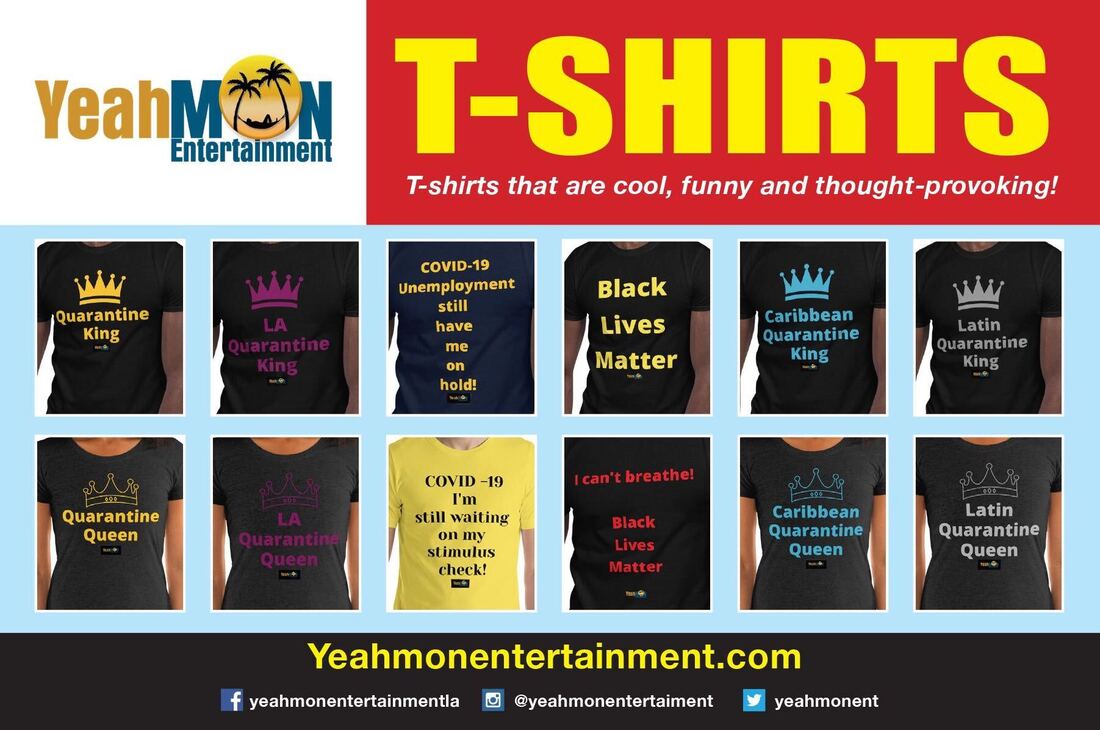 YeahMON
Entertainment
T-SHIRTS
T-shirts that are cool, funny and thought-provoking!
Quarantine
King
LA
Quarantine
King
COVID-19
Unemployment
still
have
me
on
hold!
Black
Lives
Matter
Caribbean
Quarantine
King
Latin
Quarantine
King
Quarantine
Queen
LA
Quarantine
Queen
COVID -19
I'm
still waiting
on my
stimulus
check!
I can't breathe!
Black
Lives
Matter
Caribbean
Quarantine
Queen
Latin
Quarantine
Queen
Yeahmonentertainment.com
yeahmonentertainmentla
@yeahmonentertaiment
yeahmonent